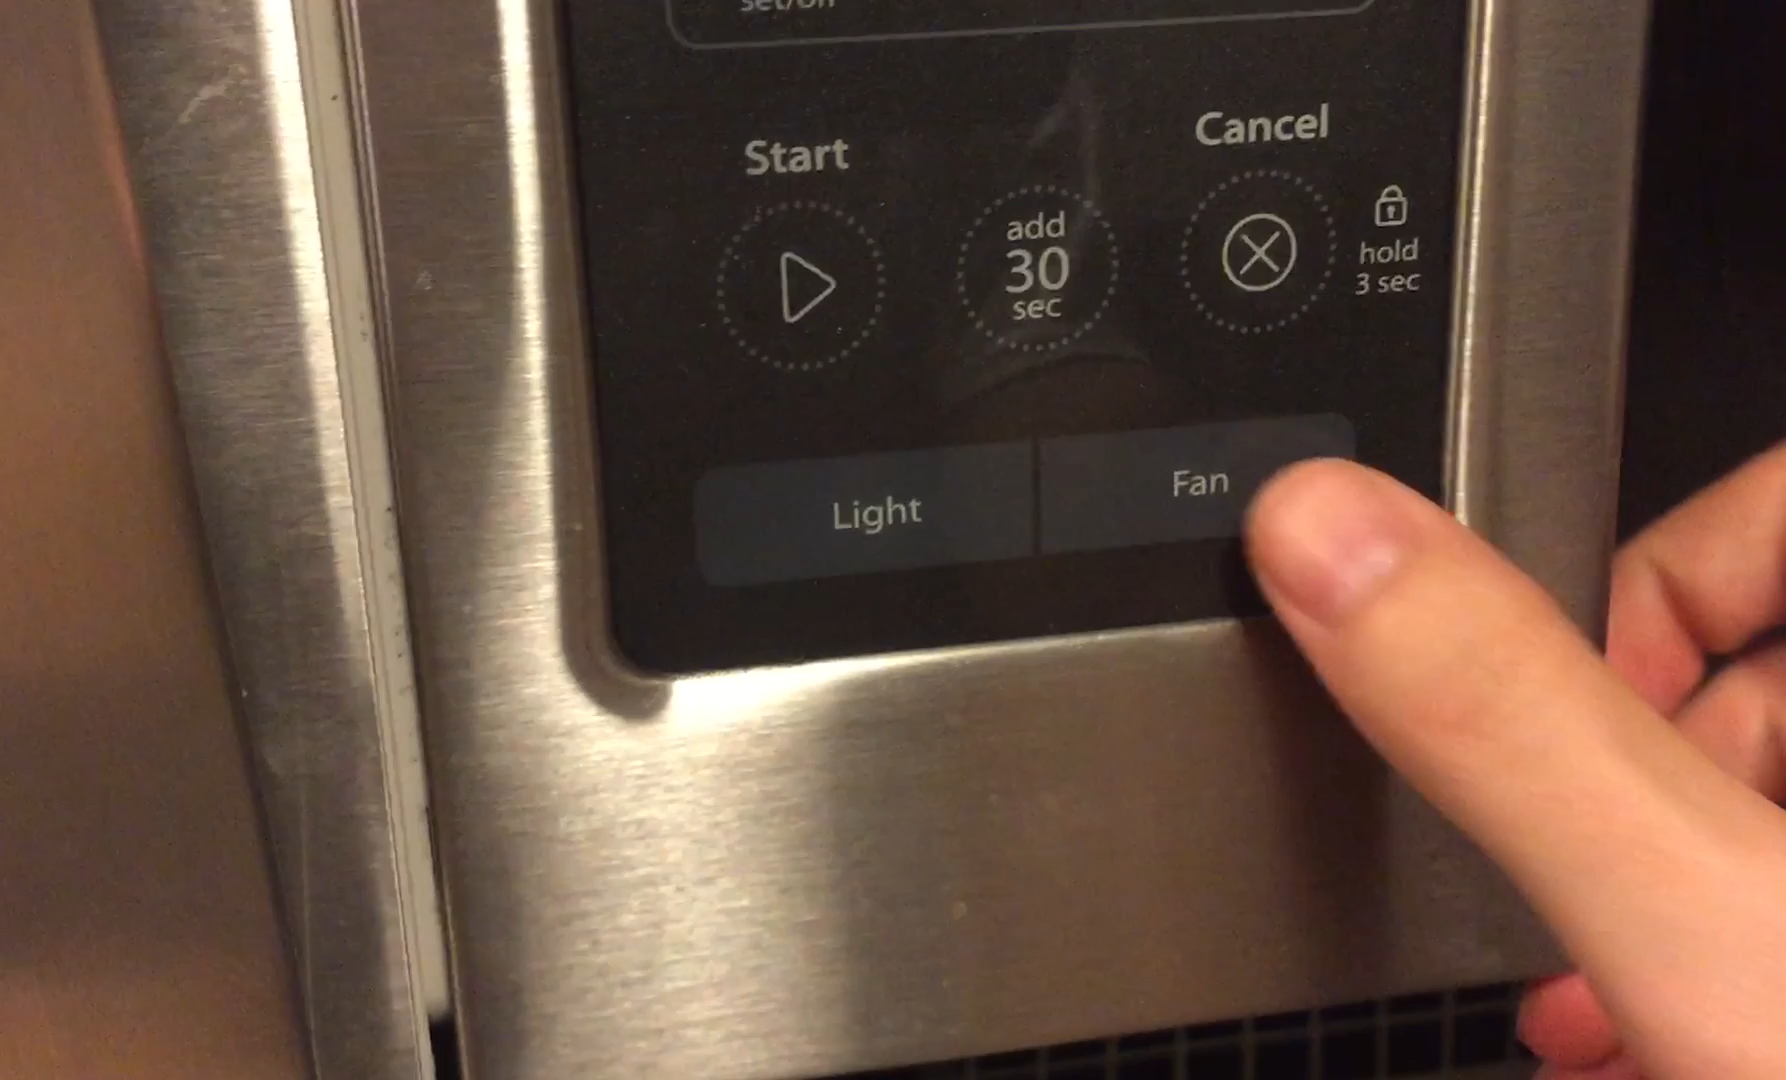 set/off
Start
Cancel
add
30
sec
hold
3 sec
Light
Fan